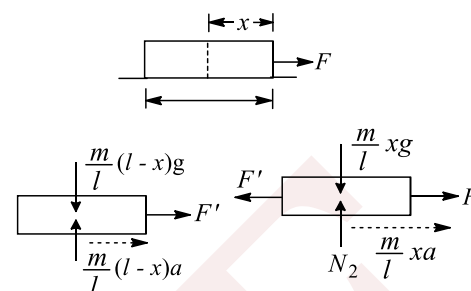 x
F
m/l (l - x)g
F'
m/l (l - x)a
m/l xg
F'
N₂
m/l xa